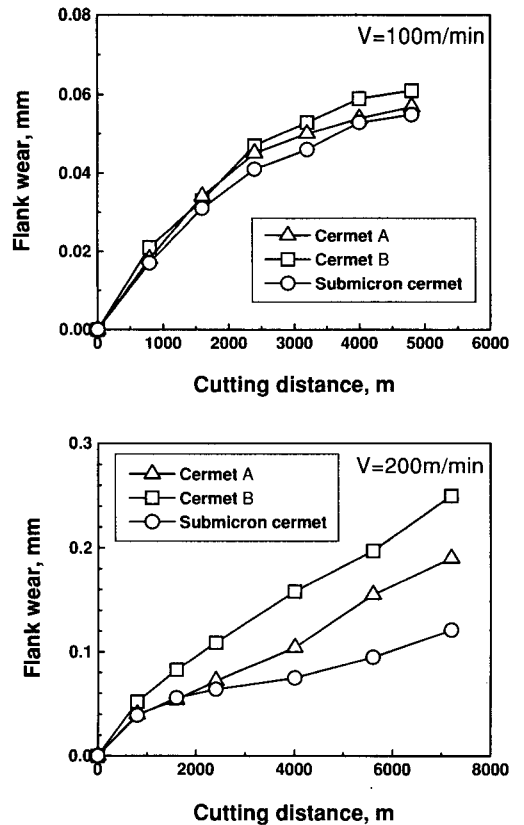 V=100m/min
0.08
0.06
0.04
0.02
0.00
Flank wear, mm
Cermet A
Cermet B
Submicron cermet
0 1000 2000 3000 4000 5000 6000
Cutting distance, m
V=200m/min
0.3
0.2
0.1
0.0
Flank wear, mm
Cermet A
Cermet B
Submicron cermet
0 2000 4000 6000 8000
Cutting distance, m